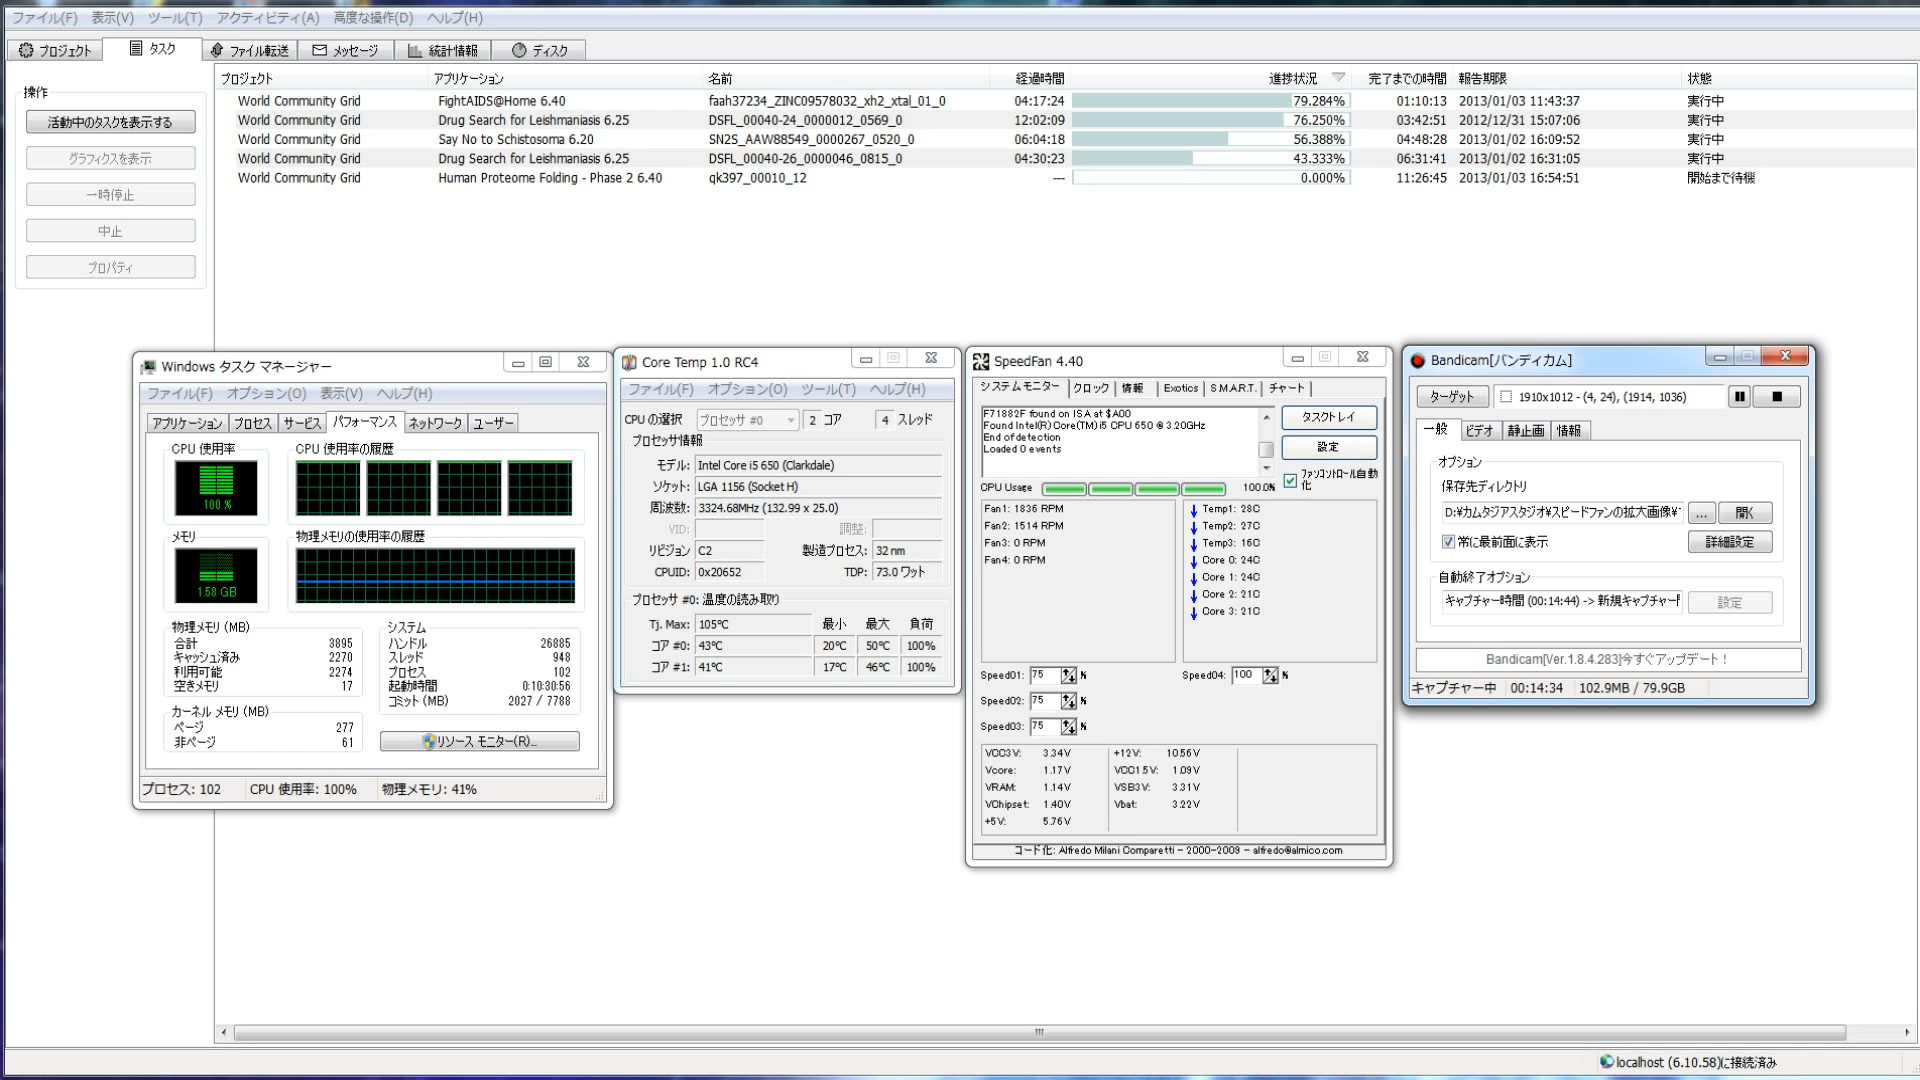 ファイル(F) 表示(V) ツール(T) アクティビティ(A) 高度な操作(D) ヘルプ(H)
プロジェクト タスク ファイル転送 メッセージ 統計情報 ディスク
操作
活動中のタスクを表示する
グラフィクスを表示
一時停止
中止
プロパティ
プロジェクト アプリケーション 名前 経過時間 進捗状況 完了までの時間 報告期限 状態
World Community Grid FightAIDS@Home 6.40 faah37234_ZINC09578032_xh2_xtal_01_0 04:17:24 79.284% 01:10:13 2013/01/03 11:43:37 実行中
World Community Grid Drug Search for Leishmaniasis 6.25 DSFL_00040-24_0000012_0569_0 12:02:09 76.250% 03:42:51 2012/12/31 15:07:06 実行中
World Community Grid Say No to Schistosoma 6.20 SN2S_AAW88549_0000267_0520_0 06:04:18 56.388% 04:48:28 2013/01/02 16:09:52 実行中
World Community Grid Drug Search for Leishmaniasis 6.25 DSFL_00040-26_0000046_0815_0 04:30:23 43.333% 06:31:41 2013/01/02 16:31:05 実行中
World Community Grid Human Proteome Folding - Phase 2 6.40 qk397_00010_12 --- 0.000% 11:26:45 2013/01/03 16:54:51 開始まで待機
Windows タスク マネージャー
ファイル(F) オプション(O) 表示(V) ヘルプ(H)
アプリケーション プロセス サービス パフォーマンス ネットワーク ユーザー
CPU 使用率 CPU 使用率の履歴
100 %
メモリ 物理メモリの使用率の履歴
1.58 GB
物理メモリ (MB)
合計 3895
キャッシュ済み 2270
利用可能 2274
空きメモリ 17
カーネル メモリ (MB)
ページ 277
非ページ 61
システム
ハンドル 26885
スレッド 948
プロセス 102
起動時間 0:10:30:56
コミット (MB) 2027 / 7788
リソース モニター(R)...
プロセス: 102 CPU 使用率: 100% 物理メモリ: 41%
Core Temp 1.0 RC4
ファイル(F) オプション(O) ツール(T) ヘルプ(H)
CPU の選択 プロセッサ #0 2 コア 4 スレッド
プロセッサ情報
モデル: Intel Core i5 650 (Clarkdale)
ソケット: LGA 1156 (Socket H)
周波数: 3324.68MHz (132.99 x 25.0)
VID: 調整:
リビジョン C2 製造プロセス: 32 nm
CPUID: 0x20652 TDP: 73.0 ワット
プロセッサ #0: 温度の読み取り
Tj. Max: 105℃ 最小 最大 負荷
コア #0: 43℃ 20℃ 50℃ 100%
コア #1: 41℃ 17℃ 46℃ 100%
SpeedFan 4.40
システムモニター クロック 情報 Exotics S.M.A.R.T. チャート
F71882F found on ISA at $A00
Found Intel(R) Core(TM) i5 CPU 650 @ 3.20GHz
End of detection
Loaded 0 events
タスクトレイ
設定
ファンコントロール自動化
CPU Usage 100.0%
Fan1: 1836 RPM
Fan2: 1514 RPM
Fan3: 0 RPM
Fan4: 0 RPM
Temp1: 28C
Temp2: 27C
Temp3: 16C
Core 0: 24C
Core 1: 24C
Core 2: 21C
Core 3: 21C
Speed01: 75 % Speed04: 100 %
Speed02: 75 %
Speed03: 75 %
VCC3V: 3.34V +12V: 10.56V
Vcore: 1.17V VCC1.5V: 1.09V
VRAM: 1.14V VSB3V: 3.31V
VChipset: 1.40V Vbat: 3.22V
+5V: 5.76V
コード化: Alfredo Milani Comparetti - 2000-2009 - alfredo@almico.com
Bandicam[バンディカム]
ターゲット 1910x1012 - (4, 24), (1914, 1036)
一般 ビデオ 静止画 情報
オプション
保存先ディレクトリ
D:¥カムタジアスタジオ¥スピードファンの拡大画像¥ ... 開く
常に最前面に表示 詳細設定
自動終了オプション
キャプチャー時間 (00:14:44) -> 新規キャプチャー 設定
Bandicam[Ver.1.8.4.283]今すぐアップデート！
キャプチャー中 00:14:34 102.9MB / 79.9GB
localhost (6.10.58)に接続済み